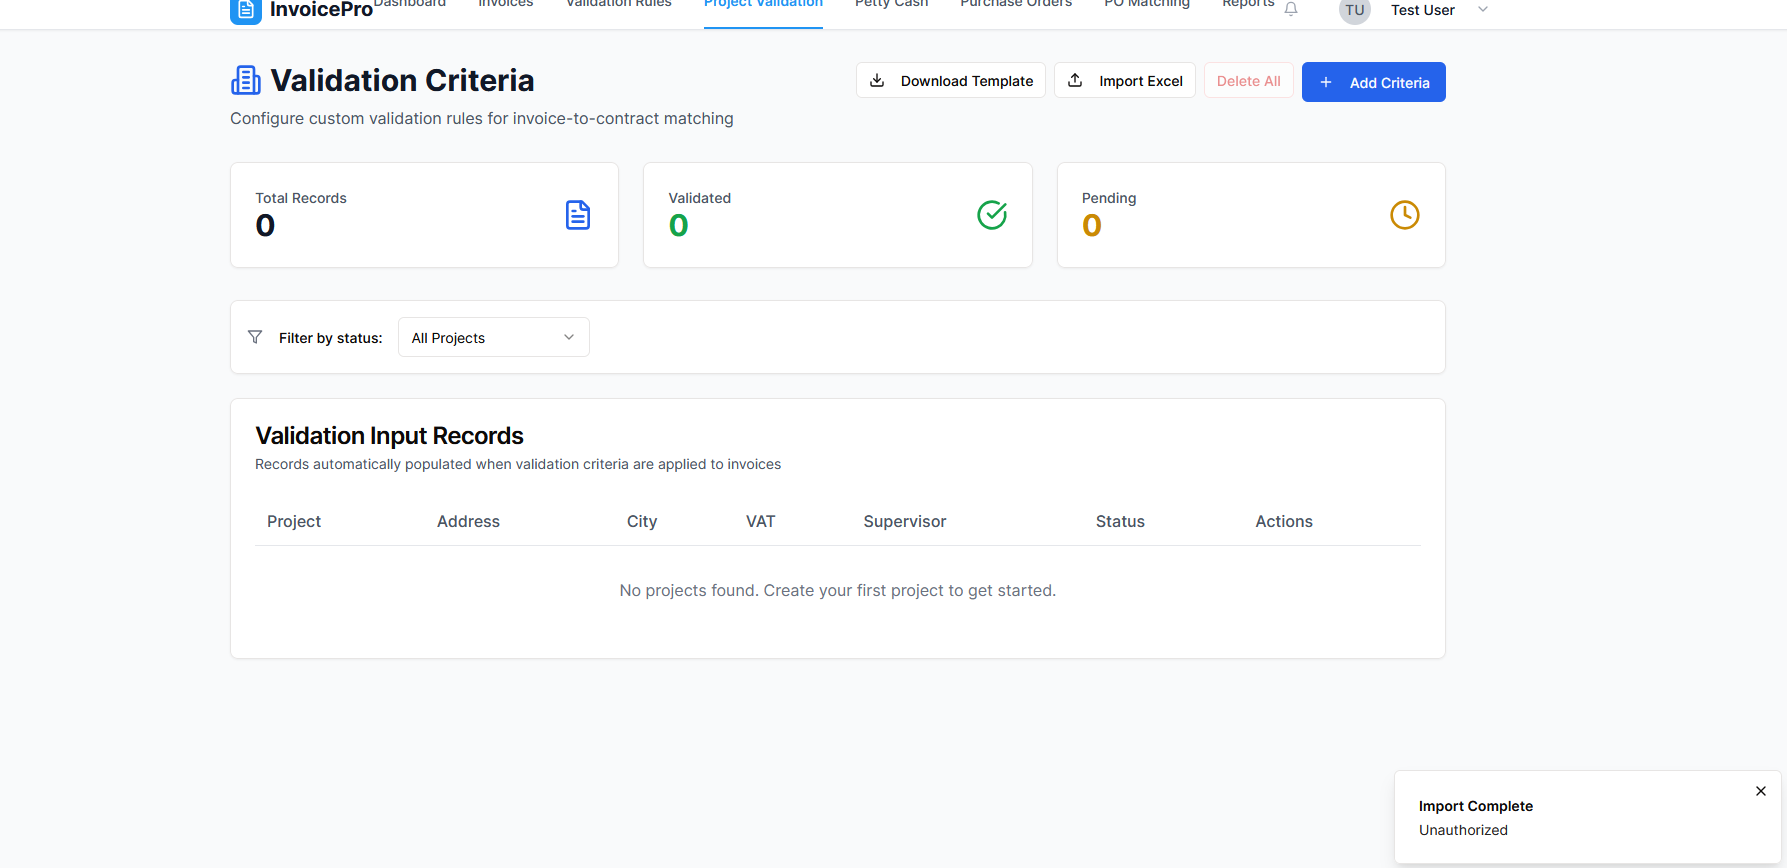 InvoicePro
Dashboard
Invoices
Validation Rules
Project Validation
Petty Cash
Purchase Orders
PO Matching
Reports
TU
Test User
Validation Criteria
Configure custom validation rules for invoice-to-contract matching
Download Template
Import Excel
Delete All
Add Criteria
Total Records
0
Validated
0
Pending
0
Filter by status:
All Projects
Validation Input Records
Records automatically populated when validation criteria are applied to invoices
Project Address City VAT Supervisor Status Actions
No projects found. Create your first project to get started.
Import Complete
Unauthorized